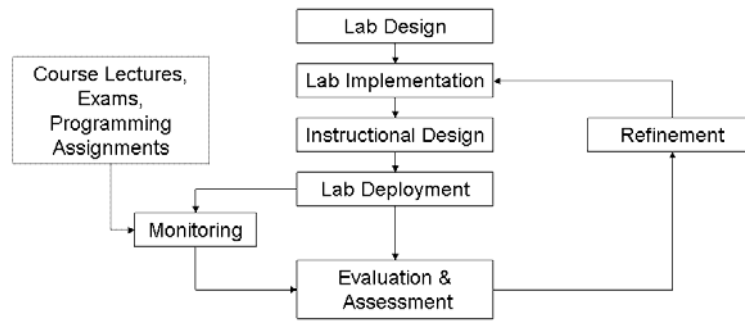 Lab Design
Course Lectures,
Exams,
Programming
Assignments
Lab Implementation
Instructional Design
Refinement
Lab Deployment
Monitoring
Evaluation &
Assessment